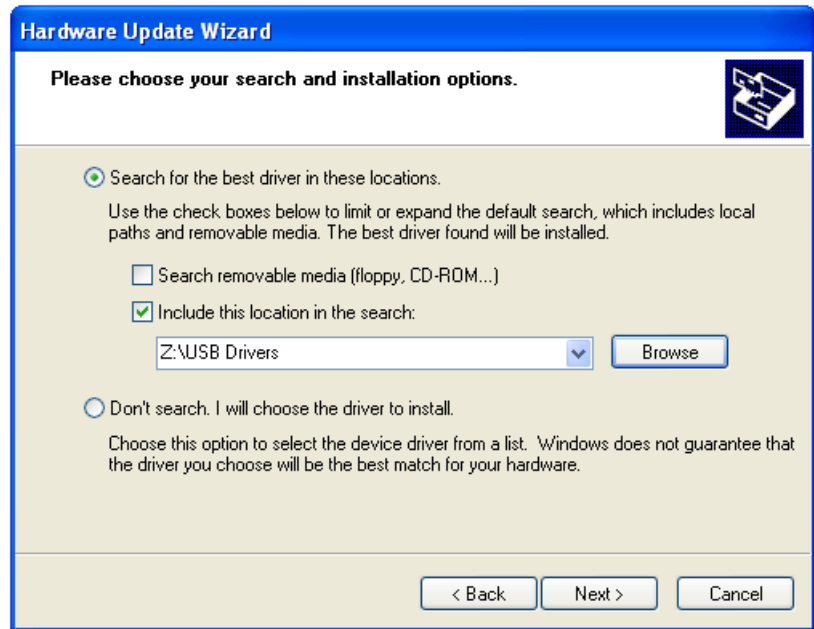 Hardware Update Wizard
Please choose your search and installation options.
Search for the best driver in these locations.
Use the check boxes below to limit or expand the default search, which includes local
paths and removable media. The best driver found will be installed.
Search removable media (floppy, CD-ROM...)
Include this location in the search:
Z:\USB Drivers
Browse
Don't search. I will choose the driver to install.
Choose this option to select the device driver from a list.  Windows does not guarantee that
the driver you choose will be the best match for your hardware.
< Back Next > Cancel